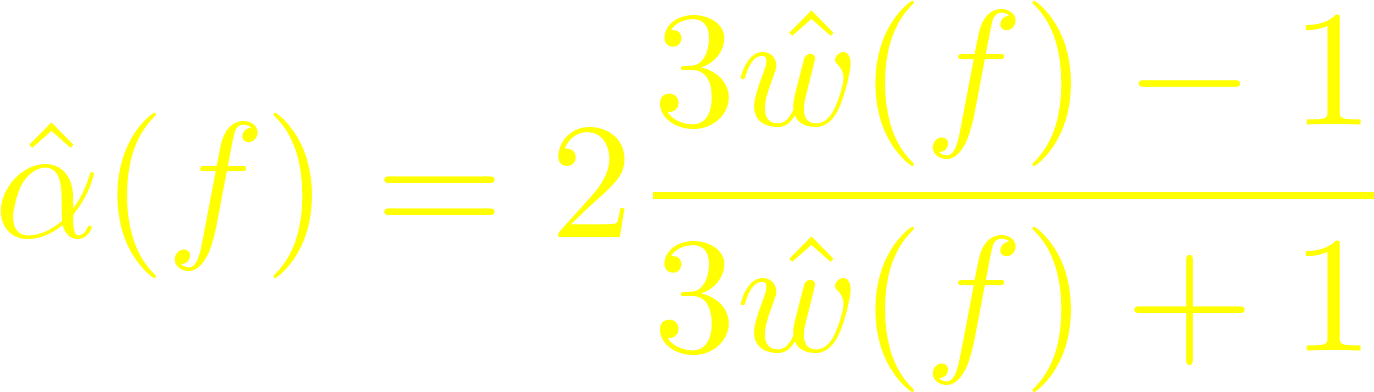 \hat{\alpha}(f) = 2\frac{3\hat{w}(f) - 1}{3\hat{w}(f) + 1}